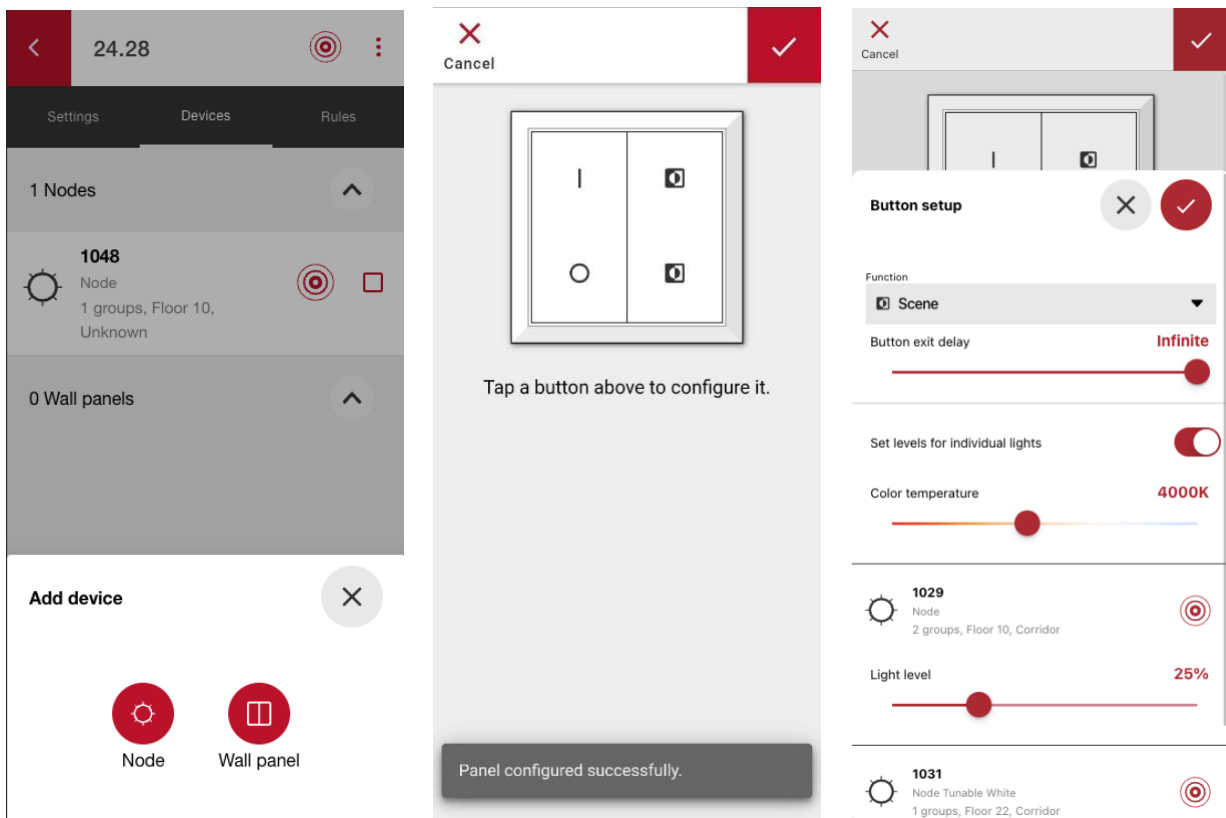 24.28
Settings
Devices
Rules
1 Nodes
1048
Node
1 groups, Floor 10,
Unknown
0 Wall panels
Add device
Node
Wall panel
Cancel
Tap a button above to configure it.
Panel configured successfully.
Cancel
Button setup
Function
Scene
Button exit delay
Infinite
Set levels for individual lights
Color temperature
4000K
1029
Node
2 groups, Floor 10, Corridor
Light level
25%
1031
Node Tunable White
1 groups, Floor 22, Corridor